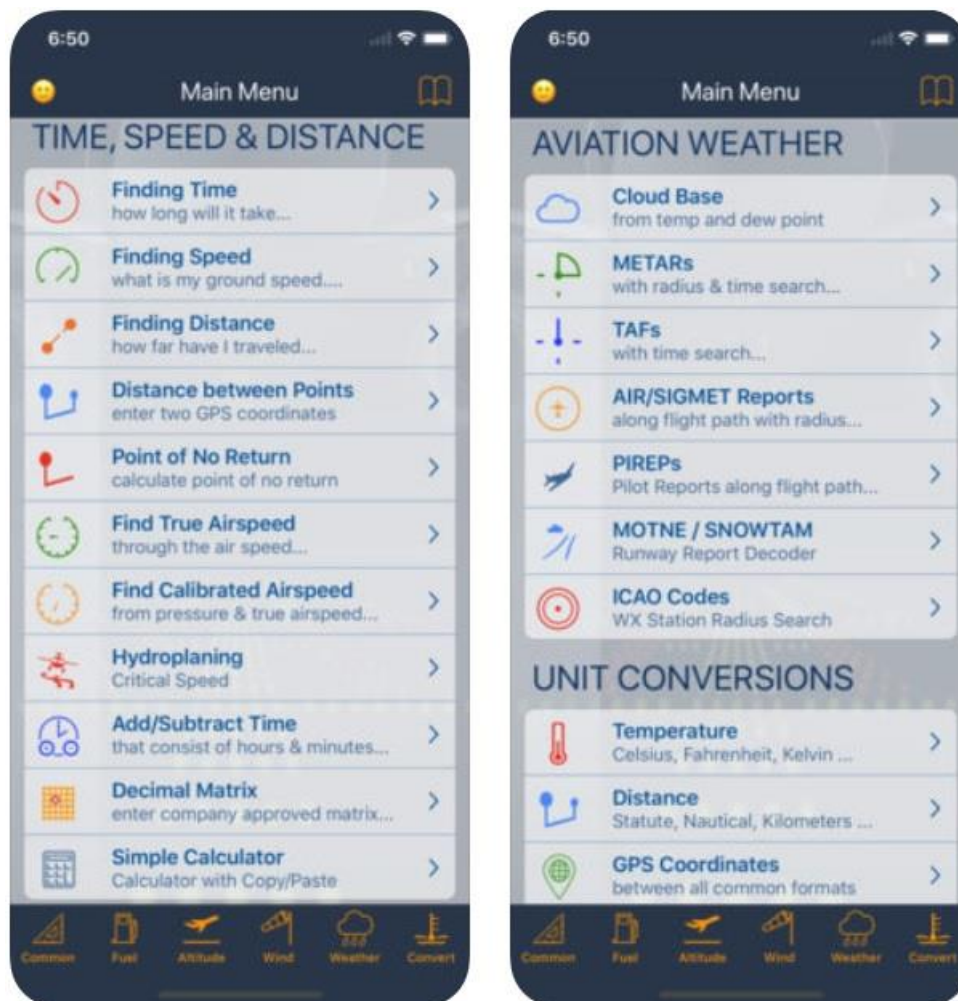 6:50
Main Menu
TIME, SPEED & DISTANCE
Finding Time
how long will it take...
Finding Speed
what is my ground speed....
Finding Distance
how far have I traveled...
Distance between Points
enter two GPS coordinates
Point of No Return
calculate point of no return
Find True Airspeed
through the air speed...
Find Calibrated Airspeed
from pressure & true airspeed...
Hydroplaning
Critical Speed
Add/Subtract Time
that consist of hours & minutes...
Decimal Matrix
enter company approved matrix...
Simple Calculator
Calculator with Copy/Paste
Common Fuel Altitude Wind Weather Convert
6:50
Main Menu
AVIATION WEATHER
Cloud Base
from temp and dew point
METARs
with radius & time search...
TAFs
with time search...
AIR/SIGMET Reports
along flight path with radius...
PIREPs
Pilot Reports along flight path...
MOTNE / SNOWTAM
Runway Report Decoder
ICAO Codes
WX Station Radius Search
UNIT CONVERSIONS
Temperature
Celsius, Fahrenheit, Kelvin ...
Distance
Statute, Nautical, Kilometers ...
GPS Coordinates
between all common formats
Common Fuel Altitude Wind Weather Convert